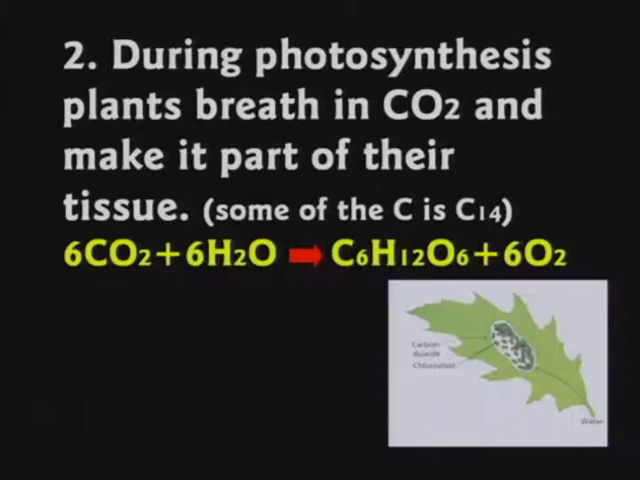 2. During photosynthesis
plants breath in CO2 and
make it part of their
tissue. (some of the C is C14)
6CO2+6H2O ➡ C6H12O6+6O2
Carbon
dioxide
Chloroplast
Water